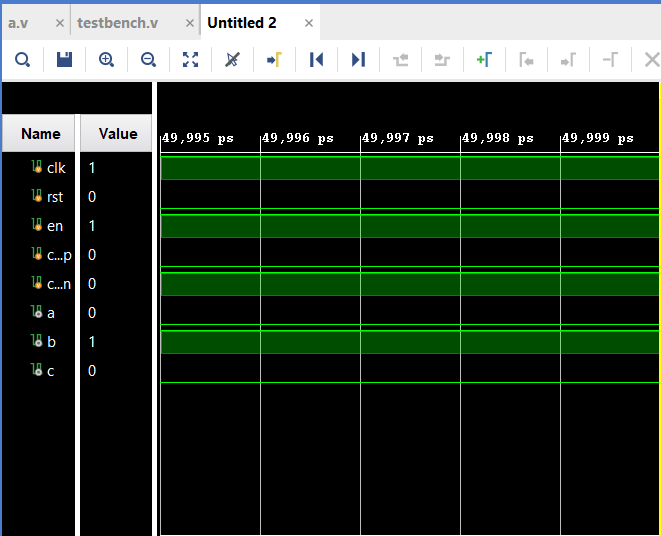 a.v × testbench.v × Untitled 2 ×
Name Value 49,995 ps 49,996 ps 49,997 ps 49,998 ps 49,999 ps
clk 1
rst 0
en 1
c...p 0
c...n 0
a 0
b 1
c 0